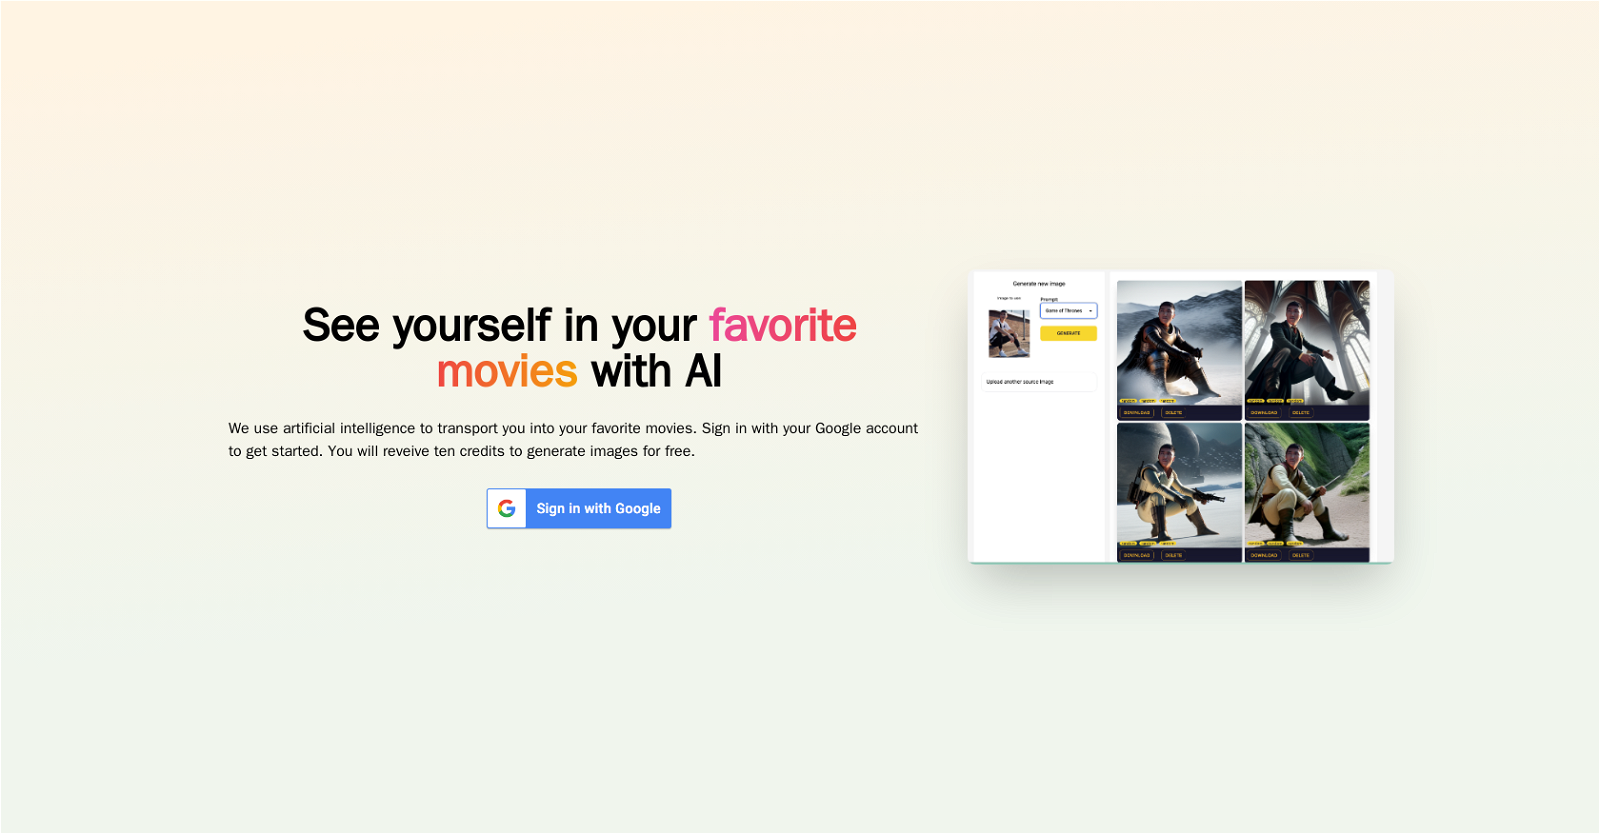 See yourself in your favorite
movies with AI
We use artificial intelligence to transport you into your favorite movies. Sign in with your Google account
to get started. You will reveive ten credits to generate images for free.
Sign in with Google
Generate new image
Image to use
Prompt
Game of Thrones
GENERATE
Upload another source image
DOWNLOAD DELETE
DOWNLOAD DELETE
DOWNLOAD DELETE
DOWNLOAD DELETE